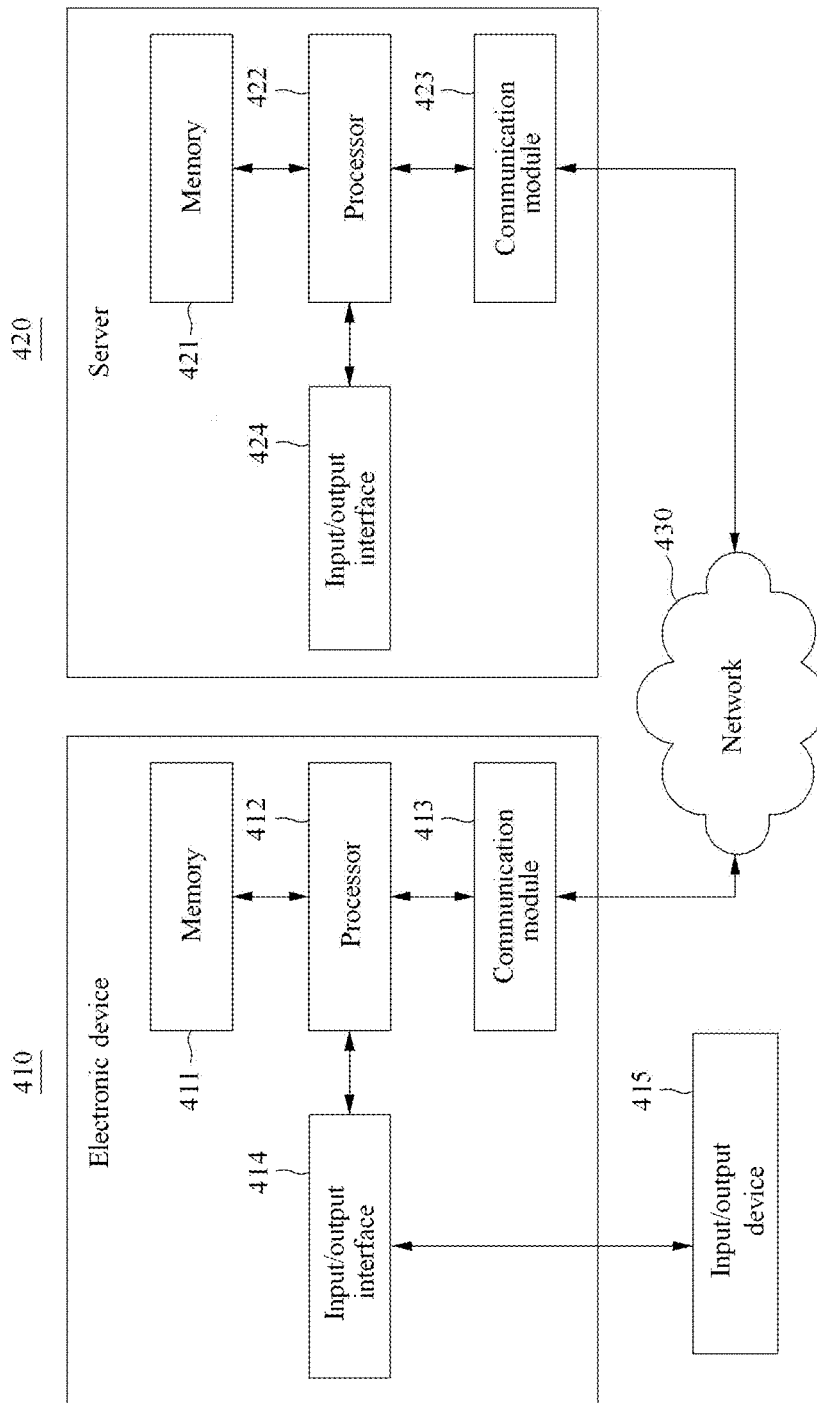 410
Electronic device
Memory
411
Processor
412
Communication
module
413
Input/output
interface
414
Input/output
device
415
420
Server
Memory
421
Processor
422
Communication
module
423
Input/output
interface
424
Network
430